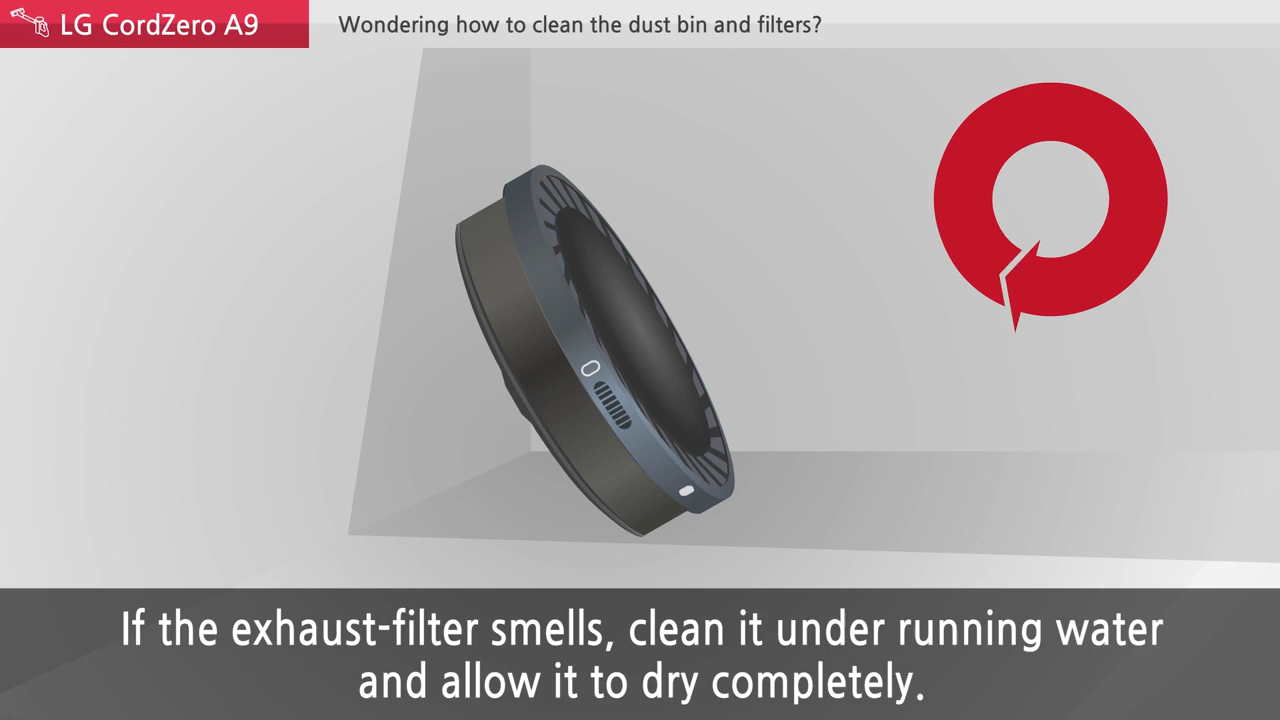 LG CordZero A9
Wondering how to clean the dust bin and filters?
If the exhaust-filter smells, clean it under running water
and allow it to dry completely.